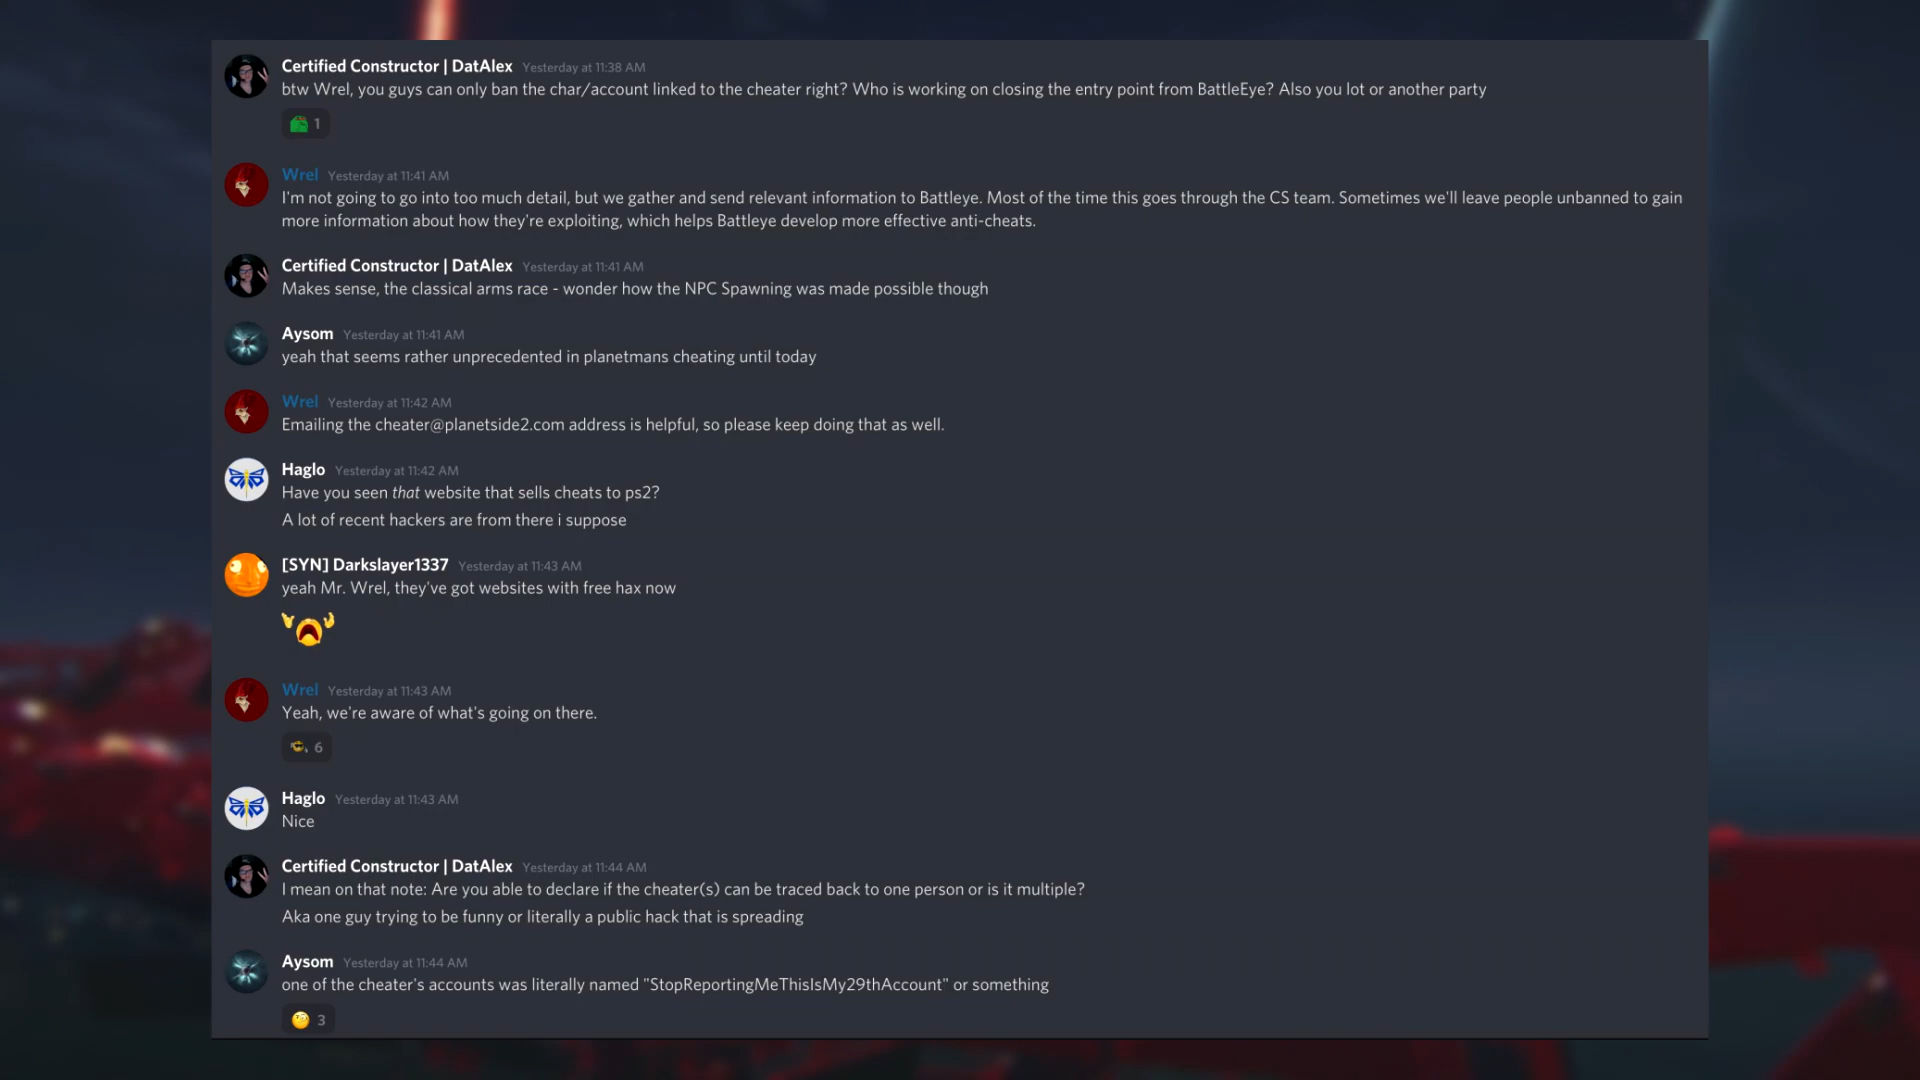 Certified Constructor | DatAlex Yesterday at 11:38 AM
btw Wrel, you guys can only ban the char/account linked to the cheater right? Who is working on closing the entry point from BattleEye? Also you lot or another party
1
Wrel Yesterday at 11:41 AM
I'm not going to go into too much detail, but we gather and send relevant information to Battleye. Most of the time this goes through the CS team. Sometimes we'll leave people unbanned to gain
more information about how they're exploiting, which helps Battleye develop more effective anti-cheats.
Certified Constructor | DatAlex Yesterday at 11:41 AM
Makes sense, the classical arms race - wonder how the NPC Spawning was made possible though
Aysom Yesterday at 11:41 AM
yeah that seems rather unprecedented in planetmans cheating until today
Wrel Yesterday at 11:42 AM
Emailing the cheater@planetside2.com address is helpful, so please keep doing that as well.
Haglo Yesterday at 11:42 AM
Have you seen that website that sells cheats to ps2?
A lot of recent hackers are from there i suppose
[SYN] Darkslayer1337 Yesterday at 11:43 AM
yeah Mr. Wrel, they've got websites with free hax now
Wrel Yesterday at 11:43 AM
Yeah, we're aware of what's going on there.
6
Haglo Yesterday at 11:43 AM
Nice
Certified Constructor | DatAlex Yesterday at 11:44 AM
I mean on that note: Are you able to declare if the cheater(s) can be traced back to one person or is it multiple?
Aka one guy trying to be funny or literally a public hack that is spreading
Aysom Yesterday at 11:44 AM
one of the cheater's accounts was literally named "StopReportingMeThisIsMy29thAccount" or something
3